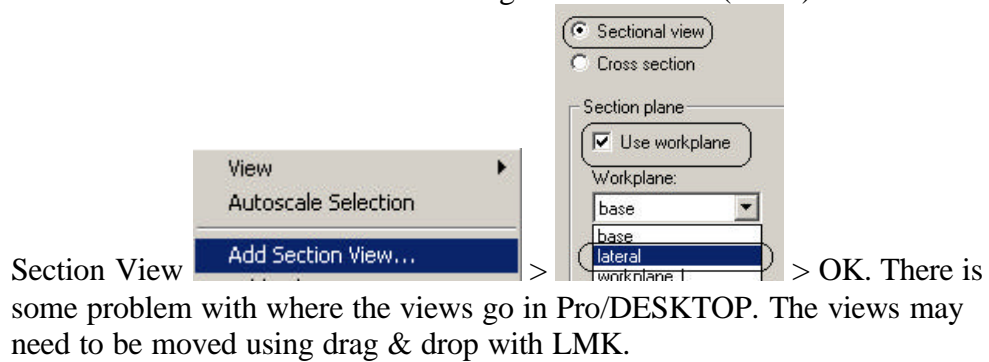 Sectional view
Cross section
Section plane
Use workplane
View
Workplane:
Autoscale Selection
base
base
Add Section View...
lateral
workplane 1
Section View > > OK. There is
some problem with where the views go in Pro/DESKTOP. The views may
need to be moved using drag & drop with LMK.